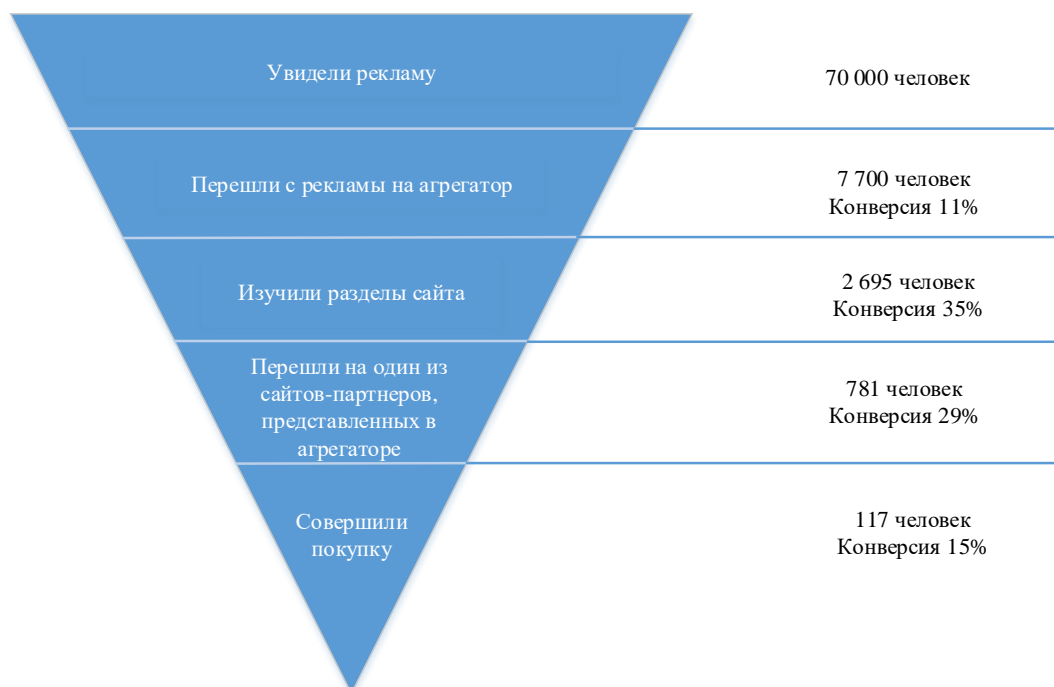 Увидели рекламу
70 000 человек
Перешли с рекламы на агрегатор
7 700 человек
Конверсия 11%
Изучили разделы сайта
2 695 человек
Конверсия 35%
Перешли на один из
сайтов-партнеров,
представленных в
агрегаторе
781 человек
Конверсия 29%
Совершили
покупку
117 человек
Конверсия 15%